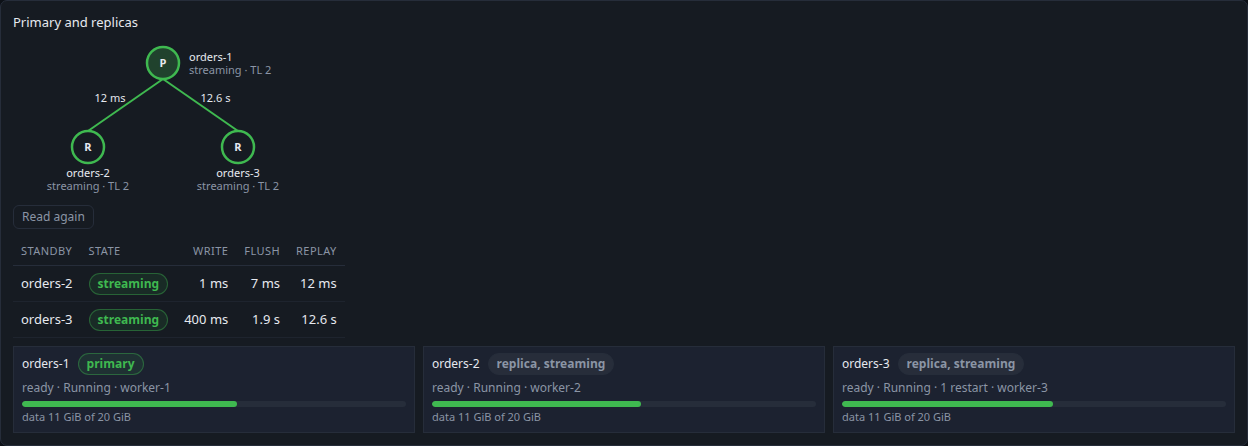 Primary and replicas
P
orders-1
streaming · TL 2
12 ms
12.6 s
R
R
orders-2
orders-3
streaming · TL 2
streaming · TL 2
Read again
STANDBY STATE WRITE FLUSH REPLAY
orders-2 streaming 1 ms 7 ms 12 ms
orders-3 streaming 400 ms 1.9 s 12.6 s
orders-1 primary
ready · Running · worker-1
data 11 GiB of 20 GiB
orders-2 replica, streaming
ready · Running · worker-2
data 11 GiB of 20 GiB
orders-3 replica, streaming
ready · Running · 1 restart · worker-3
data 11 GiB of 20 GiB